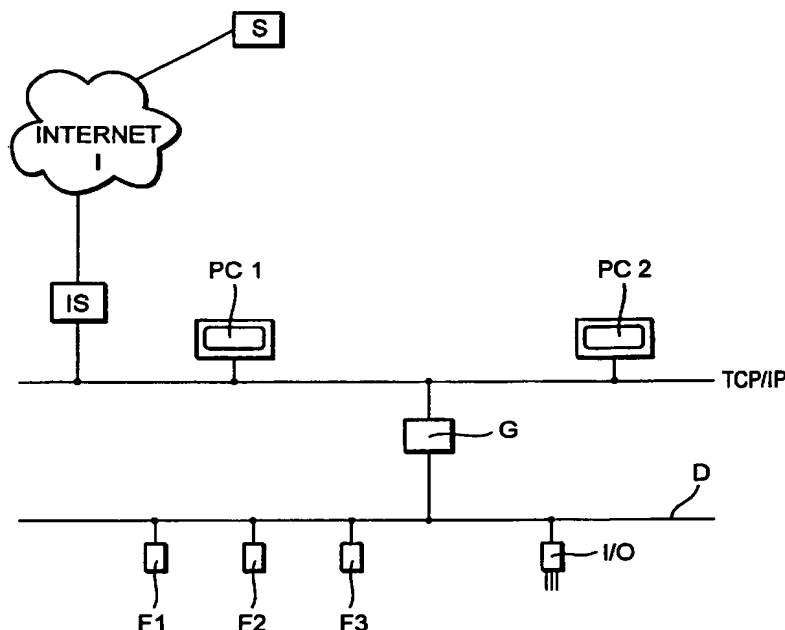 S
INTERNET
I
IS
PC 1
PC 2
TCP/IP
G
D
I/O
F1
F2
F3